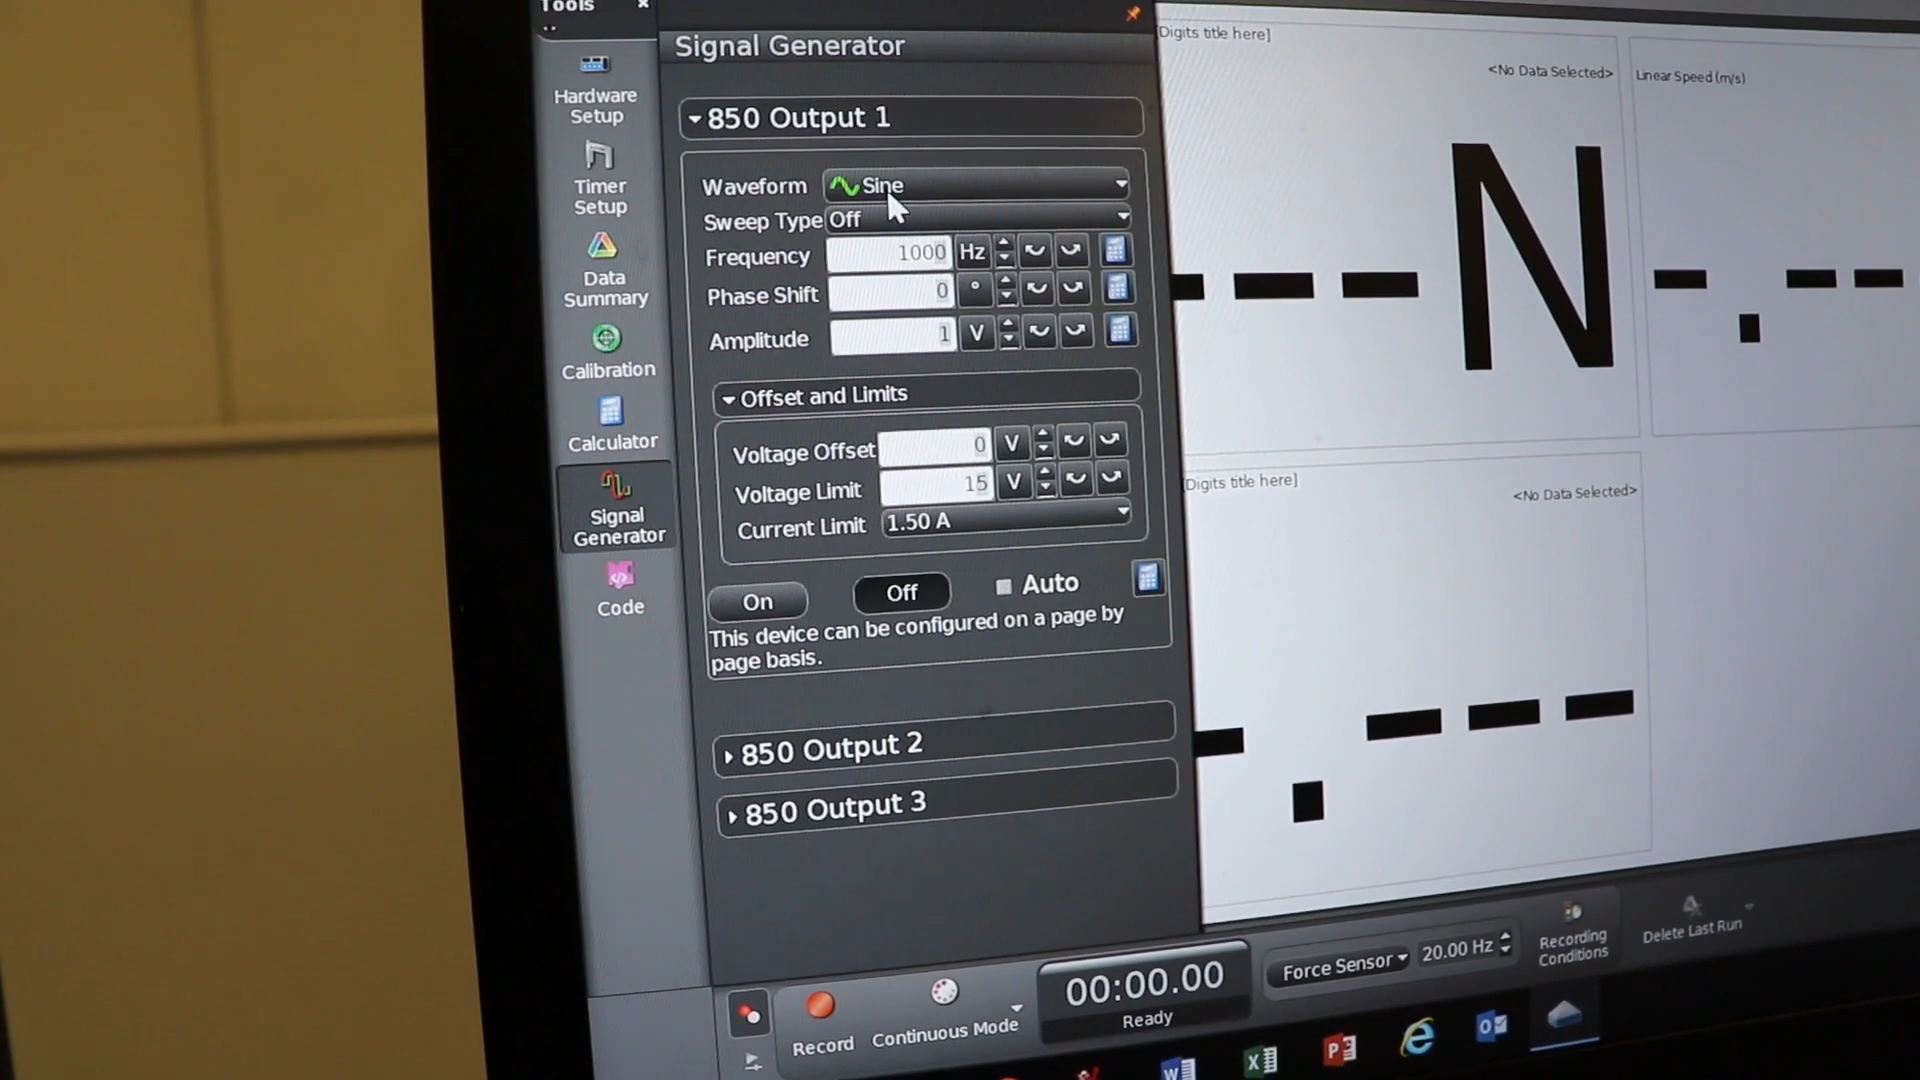 Tools
Signal Generator
Hardware
Setup
Timer
Setup
Data
Summary
Calibration
Calculator
Signal
Generator
Code
850 Output 1
Waveform Sine
Sweep Type Off
Frequency 1000 Hz
Phase Shift 0 °
Amplitude 1 V
Offset and Limits
Voltage Offset 0 V
Voltage Limit 15 V
Current Limit 1.50 A
On Off Auto
This device can be configured on a page by
page basis.
850 Output 2
850 Output 3
[Digits title here]
<No Data Selected>
---N
Linear Speed (m/s)
-.--
[Digits title here]
<No Data Selected>
-.---
Record
Continuous Mode
00:00.00
Ready
Force Sensor
20.00 Hz
Recording
Conditions
Delete Last Run